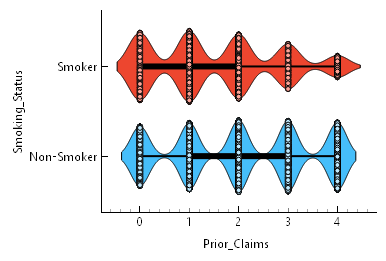 Smoking_Status
Smoker
Non-Smoker
0 1 2 3 4
Prior_Claims